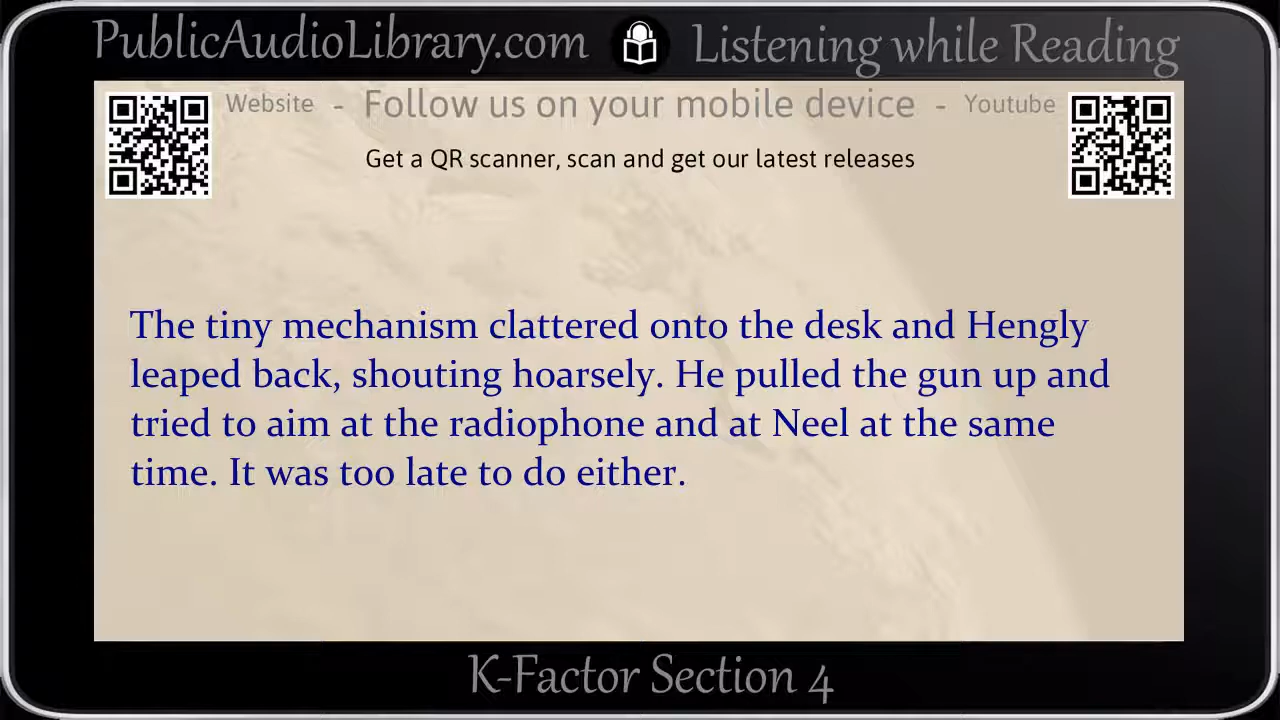 PublicAudioLibrary.com Listening while Reading
Website - Follow us on your mobile device - Youtube
Get a QR scanner, scan and get our latest releases
The tiny mechanism clattered onto the desk and Hengly
leaped back, shouting hoarsely. He pulled the gun up and
tried to aim at the radiophone and at Neel at the same
time. It was too late to do either.
K-Factor Section 4